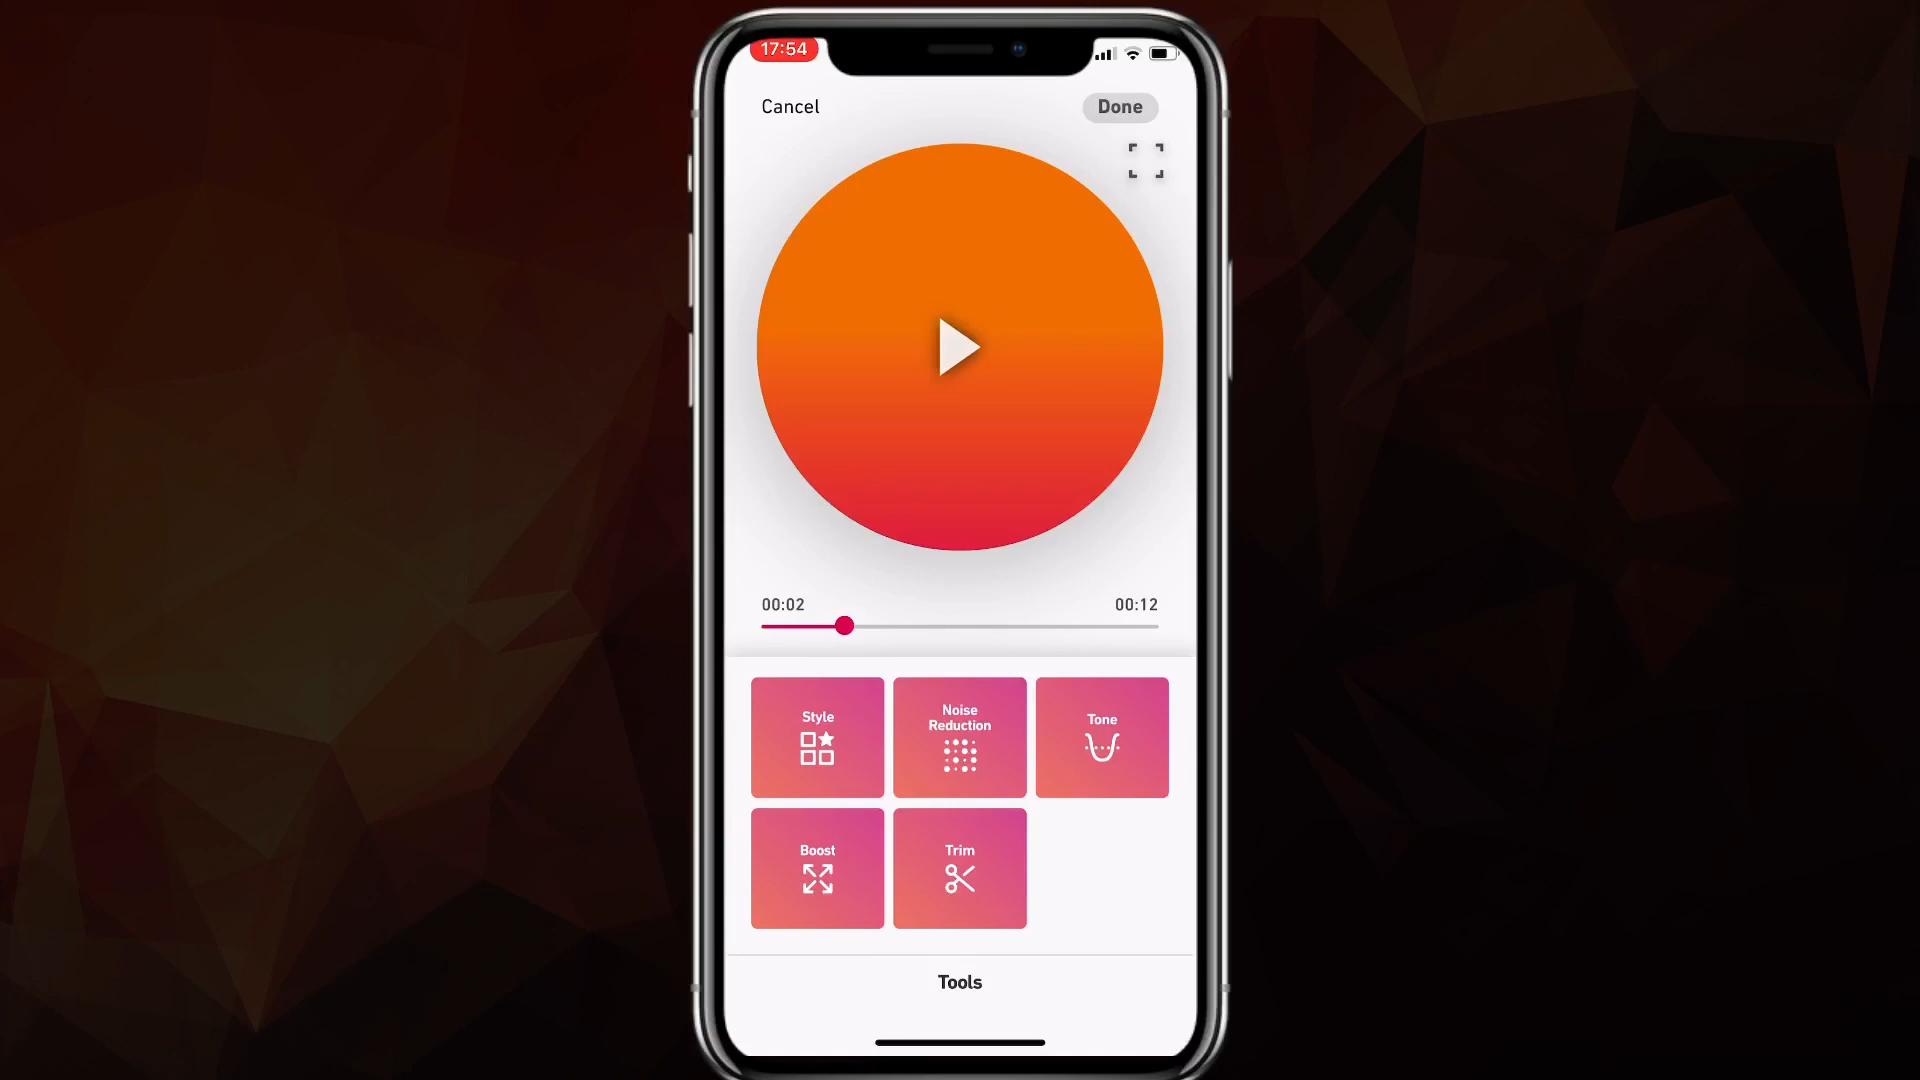 17:54
Cancel
Done
00:02
00:12
Style
Noise
Reduction
Tone
Boost
Trim
Tools